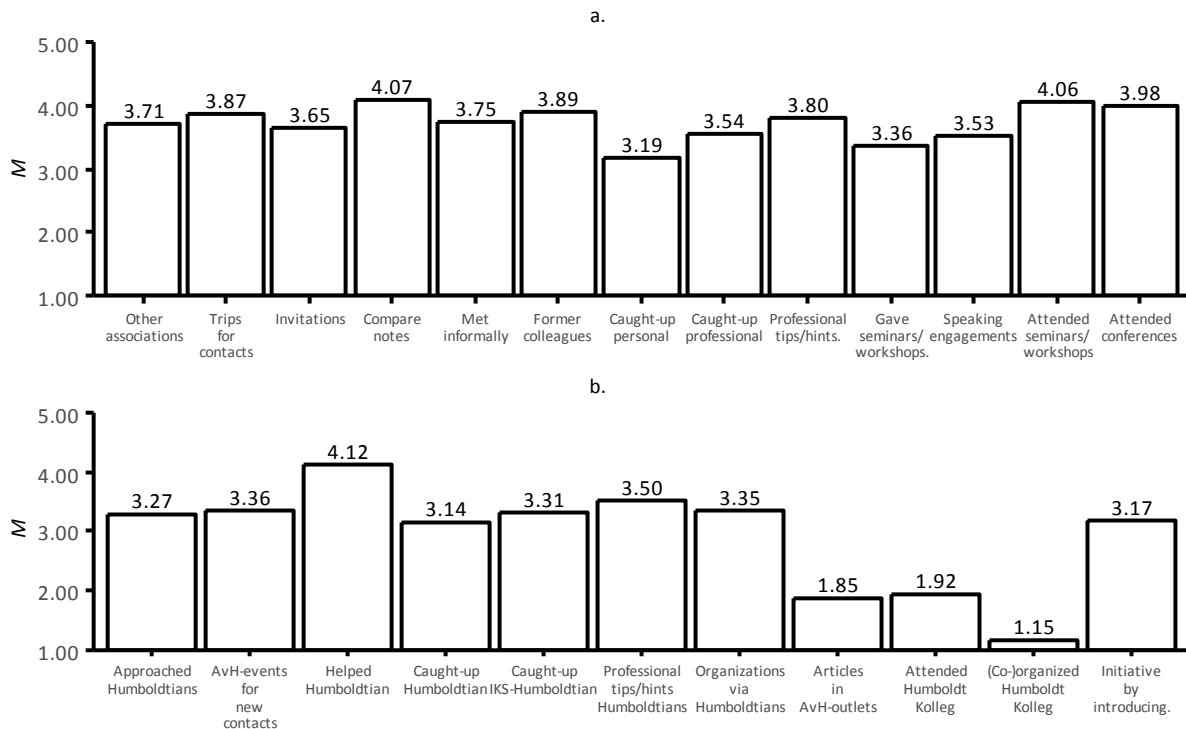 a.
5.00
4.00
3.00
2.00
1.00
M
3.71
3.87
3.65
4.07
3.75
3.89
3.19
3.54
3.80
3.36
3.53
4.06
3.98
Other
associations
Trips
for
contacts
Invitations
Compare
notes
Met
informally
Former
colleagues
Caught-up
personal
Caught-up
professional
Professional
tips/hints.
Gave
seminars/
workshops.
Speaking
engagements
Attended
seminars/
workshops
Attended
conferences
b.
5.00
4.00
3.00
2.00
1.00
M
3.27
3.36
4.12
3.14
3.31
3.50
3.35
1.85
1.92
1.15
3.17
Approached
Humboldtians
AvH-events
for
new
contacts
Helped
Humboldtian
Caught-up
Humboldtian
Caught-up
IKS-Humboldtian
Professional
tips/hints
Humboldtians
Organizations
via
Humboldtians
Articles
in
AvH-outlets
Attended
Humboldt
Kolleg
(Co-)organized
Humboldt
Kolleg
Initiative
by
introducing.